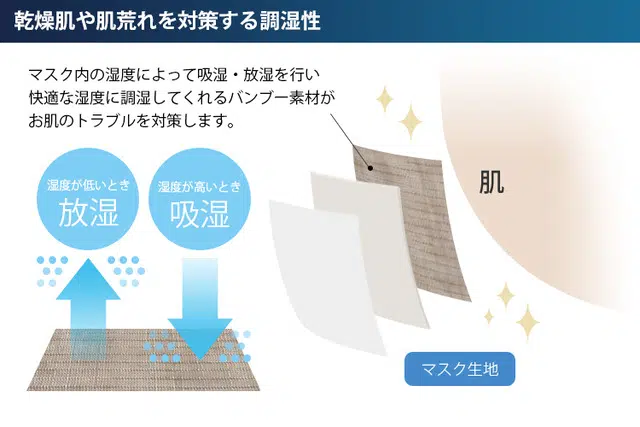 乾燥肌や肌荒れを対策する調湿性
マスク内の湿度によって吸湿・放湿を行い
快適な湿度に調湿してくれるバンブー素材が
お肌のトラブルを対策します。
湿度が低いとき
放湿
湿度が高いとき
吸湿
肌
マスク生地